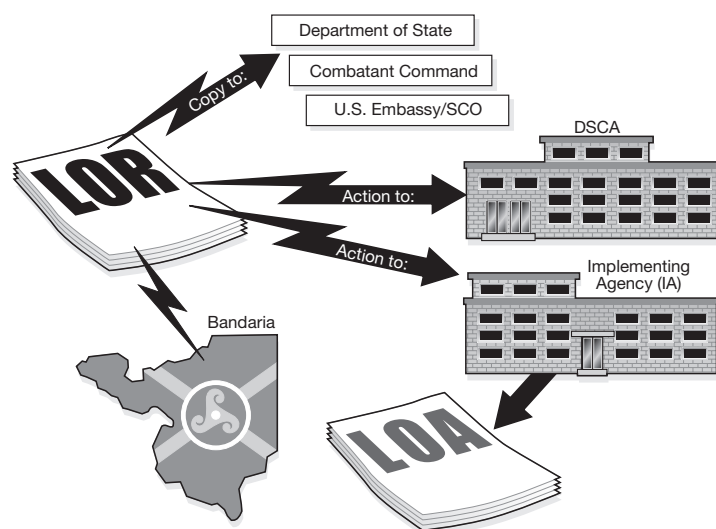 Department of State
Combatant Command
U.S. Embassy/SCO
Copy to:
LOR
DSCA
Action to:
Action to:
Implementing
Agency (IA)
Bandaria
LOA